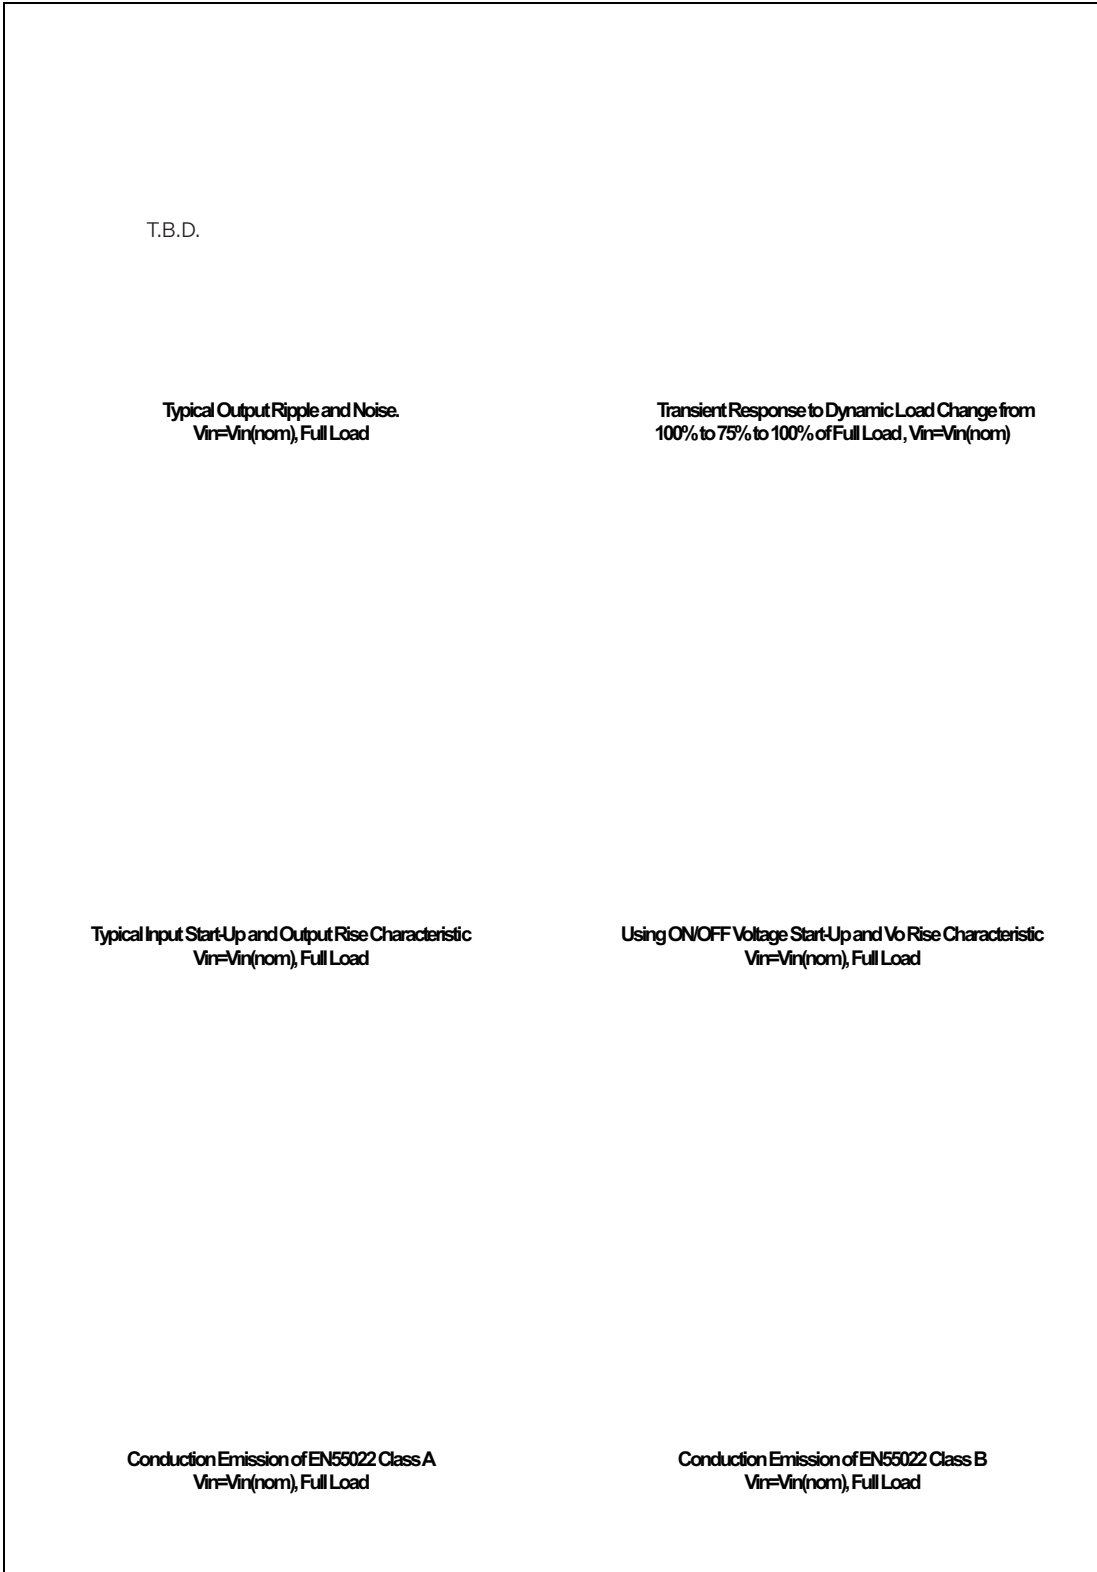 T.B.D.
Typical Output Ripple and Noise.
Vin=Vin(nom), Full Load
Transient Response to Dynamic Load Change from
100% to 75% to 100% of Full Load , Vin=Vin(nom)
Typical Input Start-Up and Output Rise Characteristic
Vin=Vin(nom), Full Load
Using ON/OFF Voltage Start-Up and Vo Rise Characteristic
Vin=Vin(nom), Full Load
Conduction Emission of EN55022 Class A
Vin=Vin(nom), Full Load
Conduction Emission of EN55022 Class B
Vin=Vin(nom), Full Load